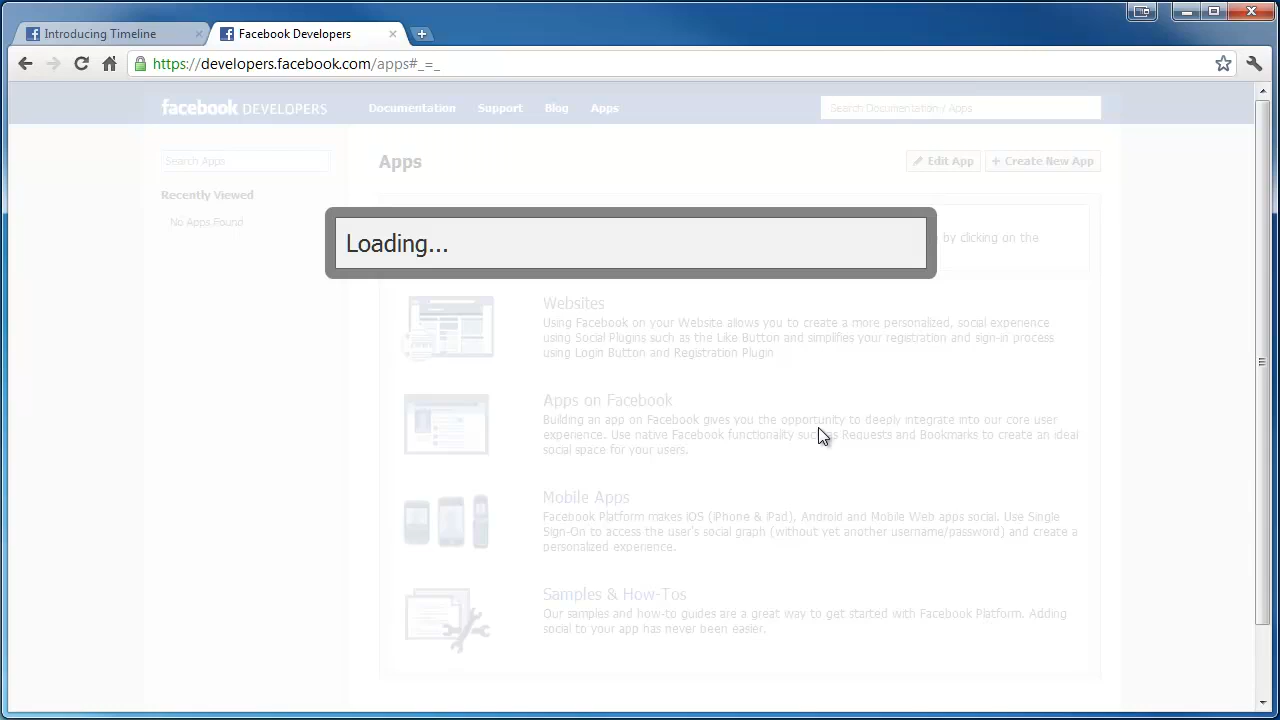 Introducing Timeline
Facebook Developers
https://developers.facebook.com/apps#_=_
facebook DEVELOPERS
Documentation
Support
Blog
Apps
Search Documentation / Apps
Search Apps
Apps
Edit App
+ Create New App
Recently Viewed
No Apps Found
by clicking on the
Loading...
Websites
Using Facebook on your Website allows you to create a more personalized, social experience
using Social Plugins such as the Like Button and simplifies your registration and sign-in process
using Login Button and Registration Plugin
Apps on Facebook
Building an app on Facebook gives you the opportunity to deeply integrate into our core user
experience. Use native Facebook functionality such as Requests and Bookmarks to create an ideal
social space for your users.
Mobile Apps
Facebook Platform makes iOS (iPhone & iPad), Android and Mobile Web apps social. Use Single
Sign-On to access the user's social graph (without yet another username/password) and create a
personalized experience.
Samples & How-Tos
Our samples and how-to guides are a great way to get started with Facebook Platform. Adding
social to your app has never been easier.